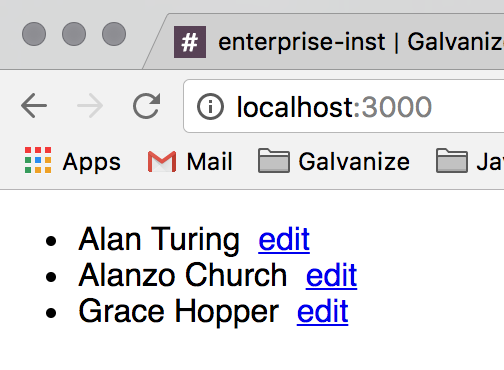 # enterprise-inst | Galvaniz
localhost:3000
Apps Mail Galvanize Ja
Alan Turing edit
Alanzo Church edit
Grace Hopper edit